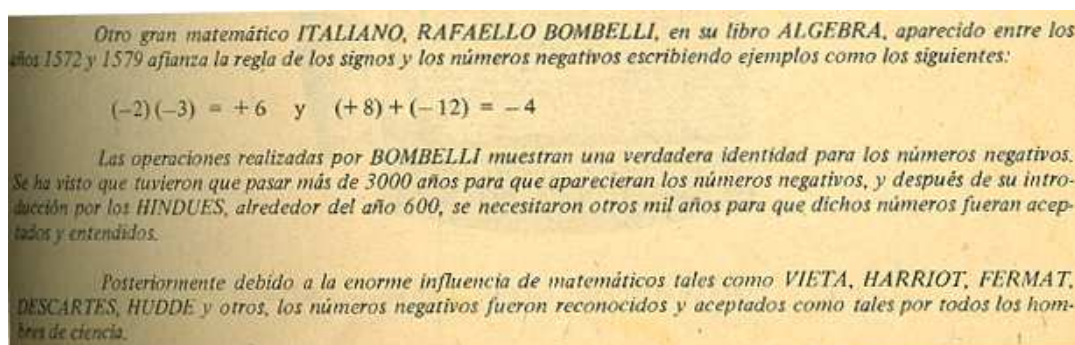 Otro gran matemático ITALIANO, RAFAELLO BOMBELLI, en su libro ALGEBRA, aparecido entre los
años 1572 y 1579 afianza la regla de los signos y los números negativos escribiendo ejemplos como los siguientes:
(−2)(−3) = +6 y (+8)+(−12) = −4
Las operaciones realizadas por BOMBELLI muestran una verdadera identidad para los números negativos.
Se ha visto que tuvieron que pasar más de 3000 años para que aparecieran los números negativos, y después de su intro-
ducción por los HINDUES, alrededor del año 600, se necesitaron otros mil años para que dichos números fueran acep-
tados y entendidos.
Posteriormente debido a la enorme influencia de matemáticos tales como VIETA, HARRIOT, FERMAT,
DESCARTES, HUDDE y otros, los números negativos fueron reconocidos y aceptados como tales por todos los hom-
bres de ciencia.